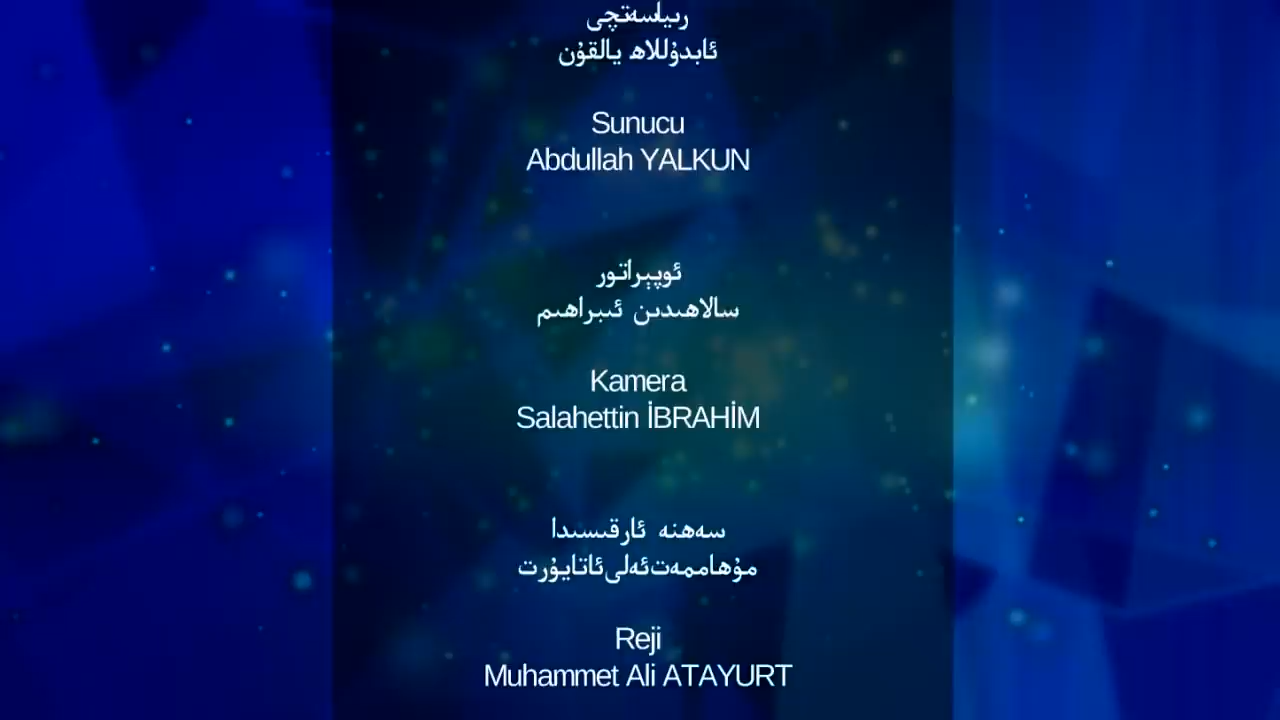 رىياسەتچى
ئابدۇللاھ يالقۇن
Sunucu
Abdullah YALKUN
ئوپېراتور
سالاھىدىن ئىبراھىم
Kamera
Salahettin İBRAHİM
سەھنە ئارقىسىدا
مۇھاممەتئەلى ئاتايۇرت
Reji
Muhammet Ali ATAYURT